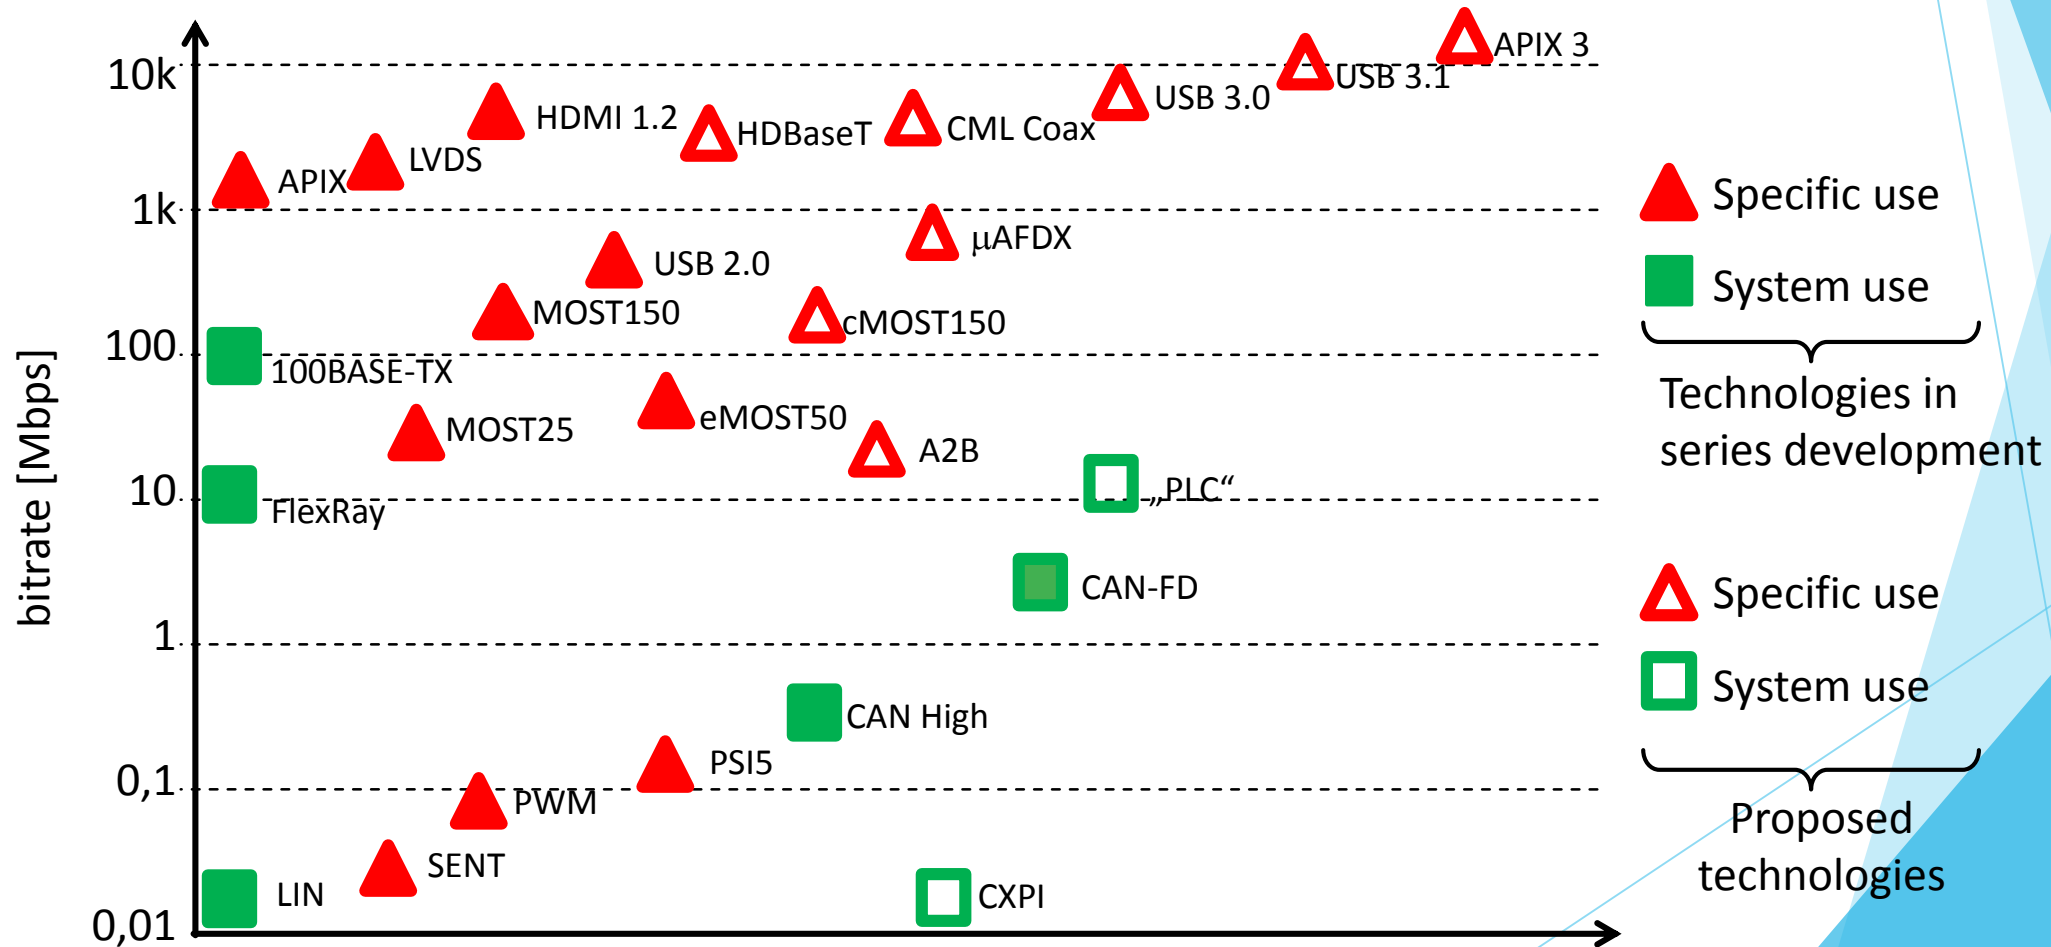 bitrate [Mbps]
10k
1k
100
10
1
0,1
0,01
APIX 3
USB 3.1
USB 3.0
HDMI 1.2
HDBaseT
CML Coax
LVDS
APIX
µAFDX
USB 2.0
MOST150
cMOST150
100BASE-TX
eMOST50
MOST25
A2B
„PLC“
FlexRay
CAN-FD
CAN High
PSI5
PWM
SENT
LIN
CXPI
Specific use
System use
Technologies in
series development
Specific use
System use
Proposed
technologies